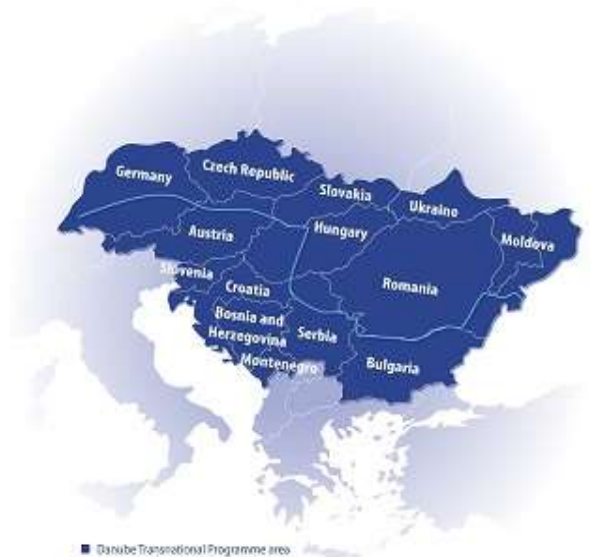 Germany
Czech Republic
Slovakia
Ukraine
Moldova
Austria
Hungary
Slovenia
Croatia
Romania
Bosnia and
Herzegovina
Serbia
Montenegro
Bulgaria
Danube Transnational Programme area